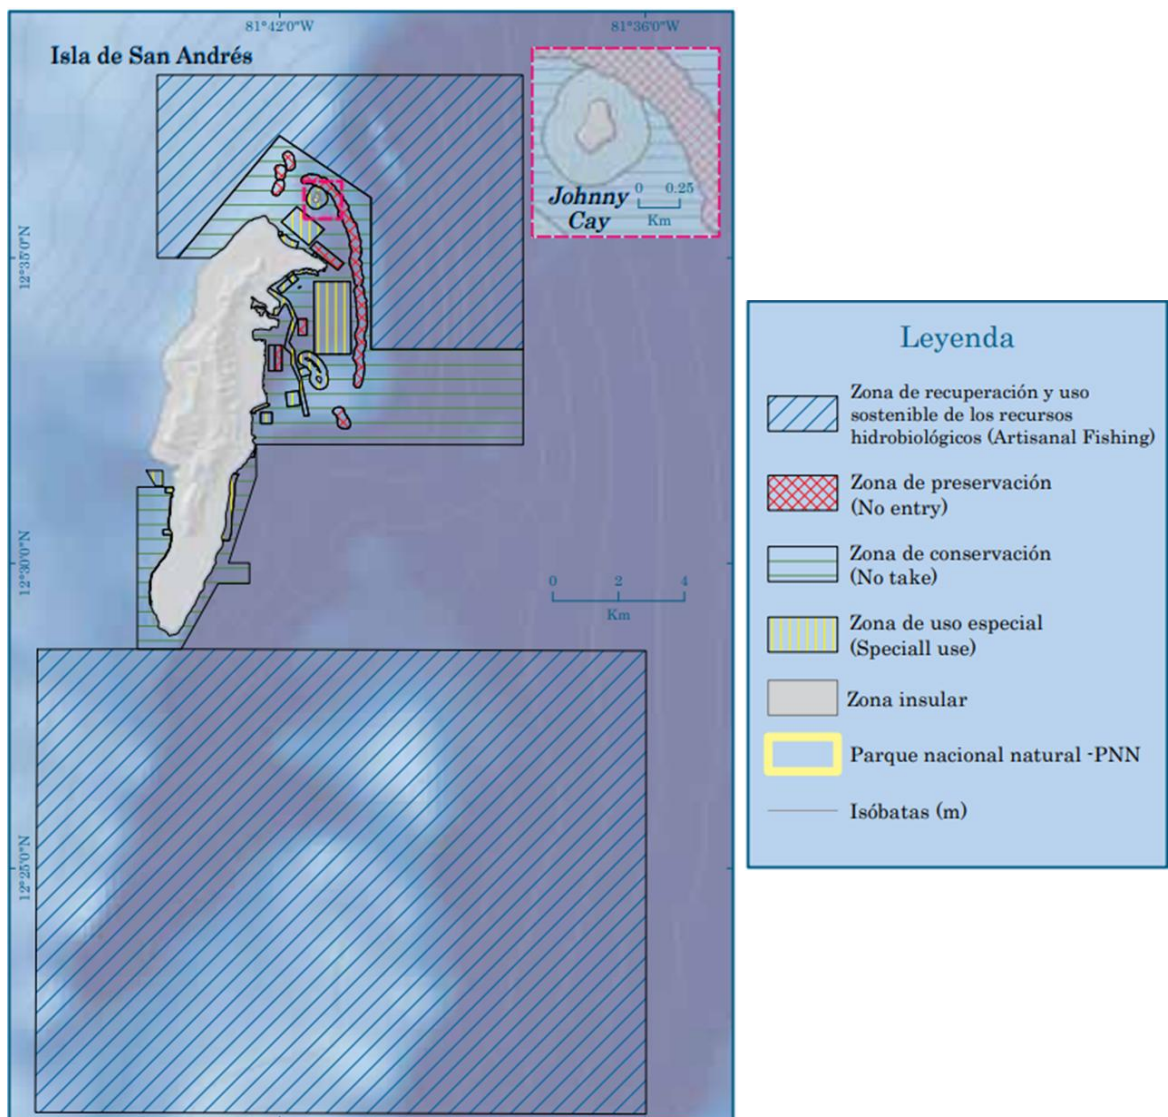 81°42'0"W
81°36'0"W
Isla de San Andrés
Johnny
Cay
0 0.25
Km
12°35'0"N
12°30'0"N
12°25'0"N
0 2 4
Km
Leyenda
Zona de recuperación y uso
sostenible de los recursos
hidrobiológicos (Artisanal Fishing)
Zona de preservación
(No entry)
Zona de conservación
(No take)
Zona de uso especial
(Speciall use)
Zona insular
Parque nacional natural -PNN
Isóbatas (m)